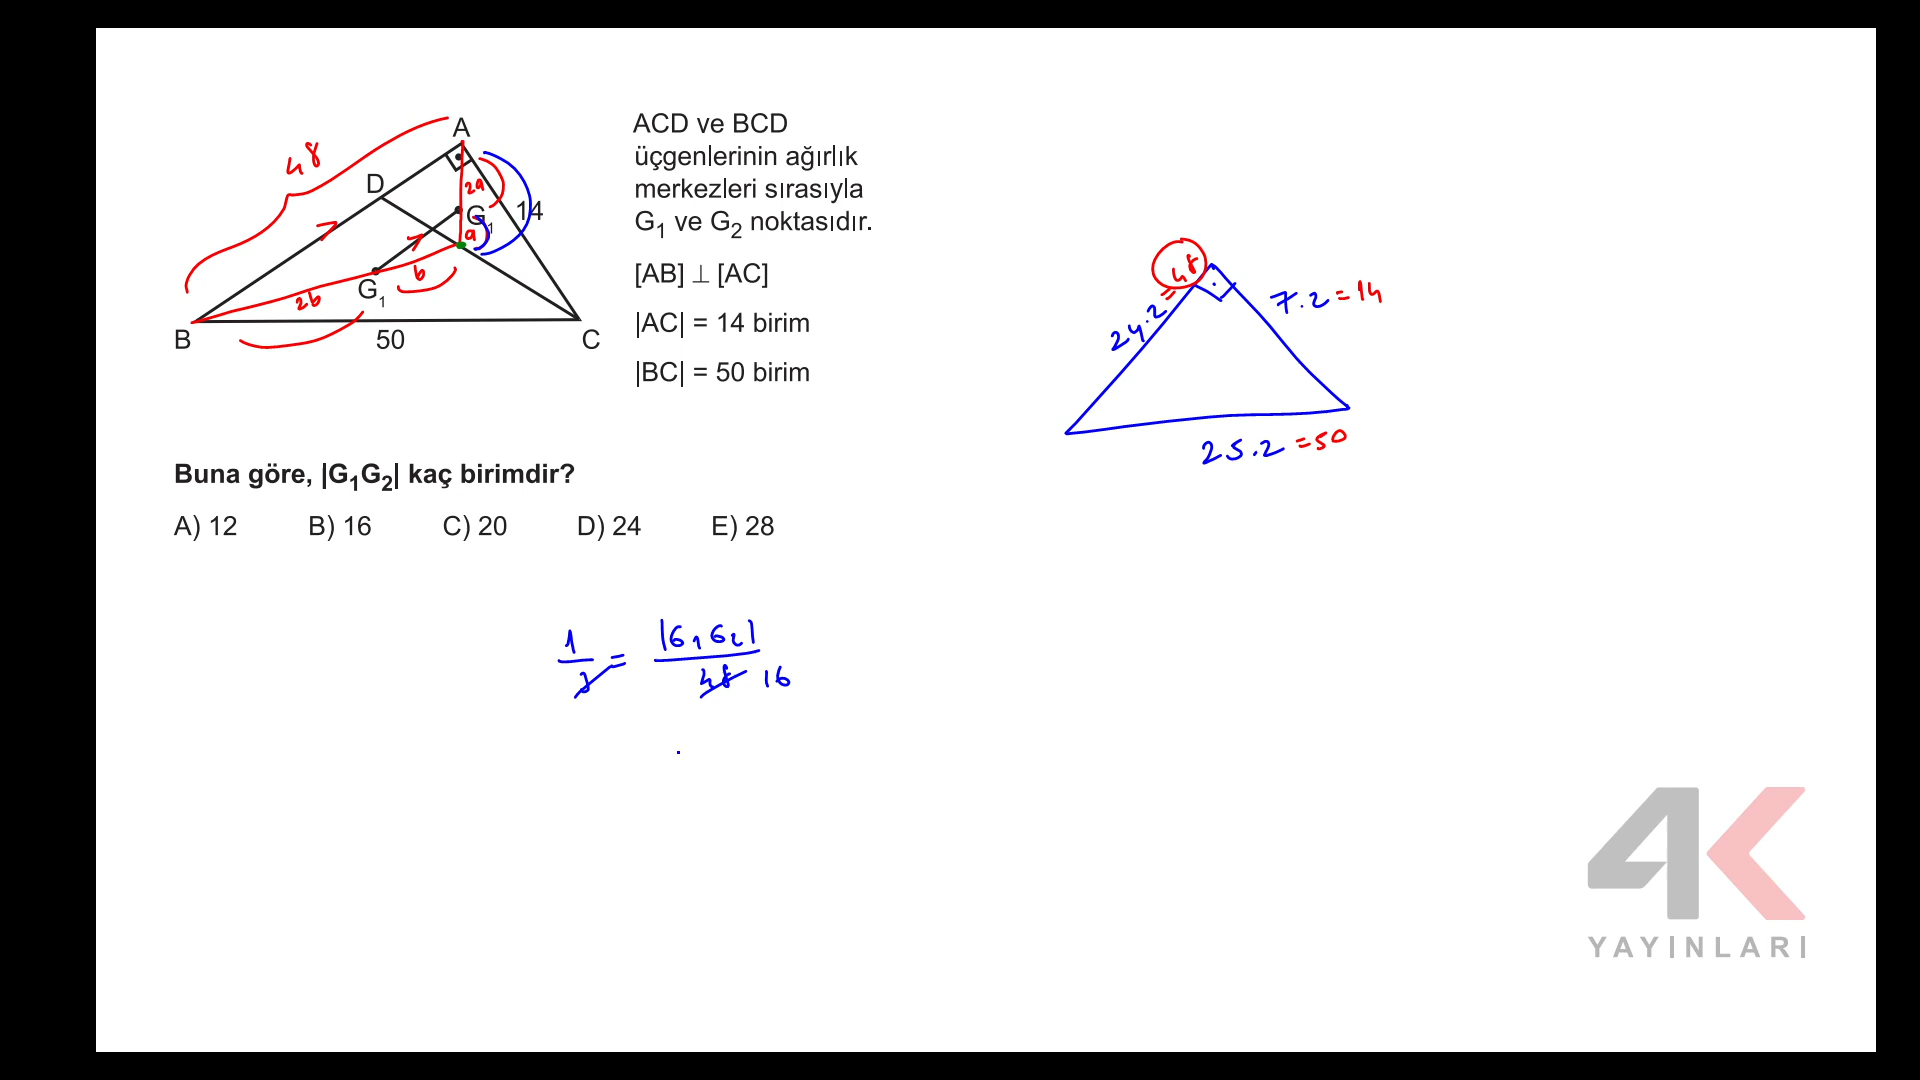 48
A
D
2a
G1
14
a
G1
b
2b
B
50
C
ACD ve BCD
üçgenlerinin ağırlık
merkezleri sırasıyla
G1 ve G2 noktasıdır.
[AB] ⊥ [AC]
|AC| = 14 birim
|BC| = 50 birim
48
=
24.2
7.2 = 14
25.2 = 50
Buna göre, |G1G2| kaç birimdir?
A) 12 B) 16 C) 20 D) 24 E) 28
1/3 = |G1G2|/48 16
4K
YAYINLARI